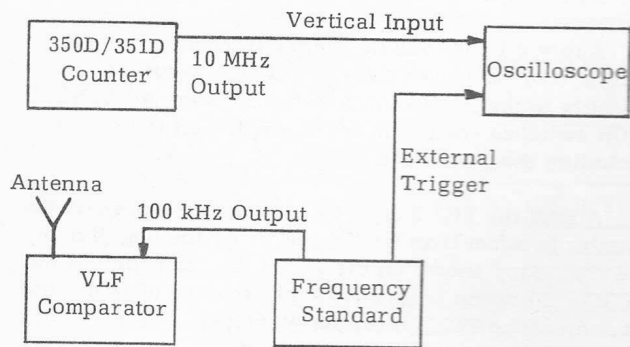 350D/351D
Counter
Vertical Input
10 MHz
Output
Oscilloscope
External
Trigger
Antenna
100 kHz Output
VLF
Comparator
Frequency
Standard